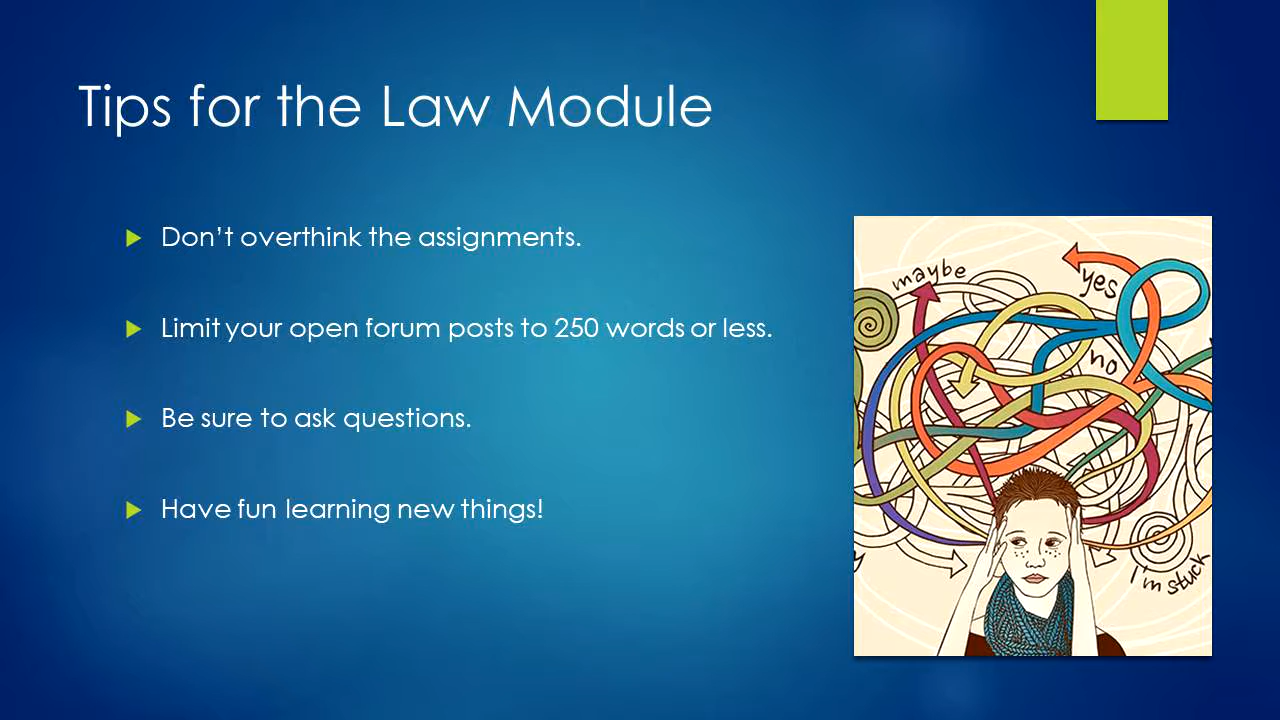 Tips for the Law Module
Don’t overthink the assignments.
Limit your open forum posts to 250 words or less.
Be sure to ask questions.
Have fun learning new things!
maybe
yes
no
I'm stuck